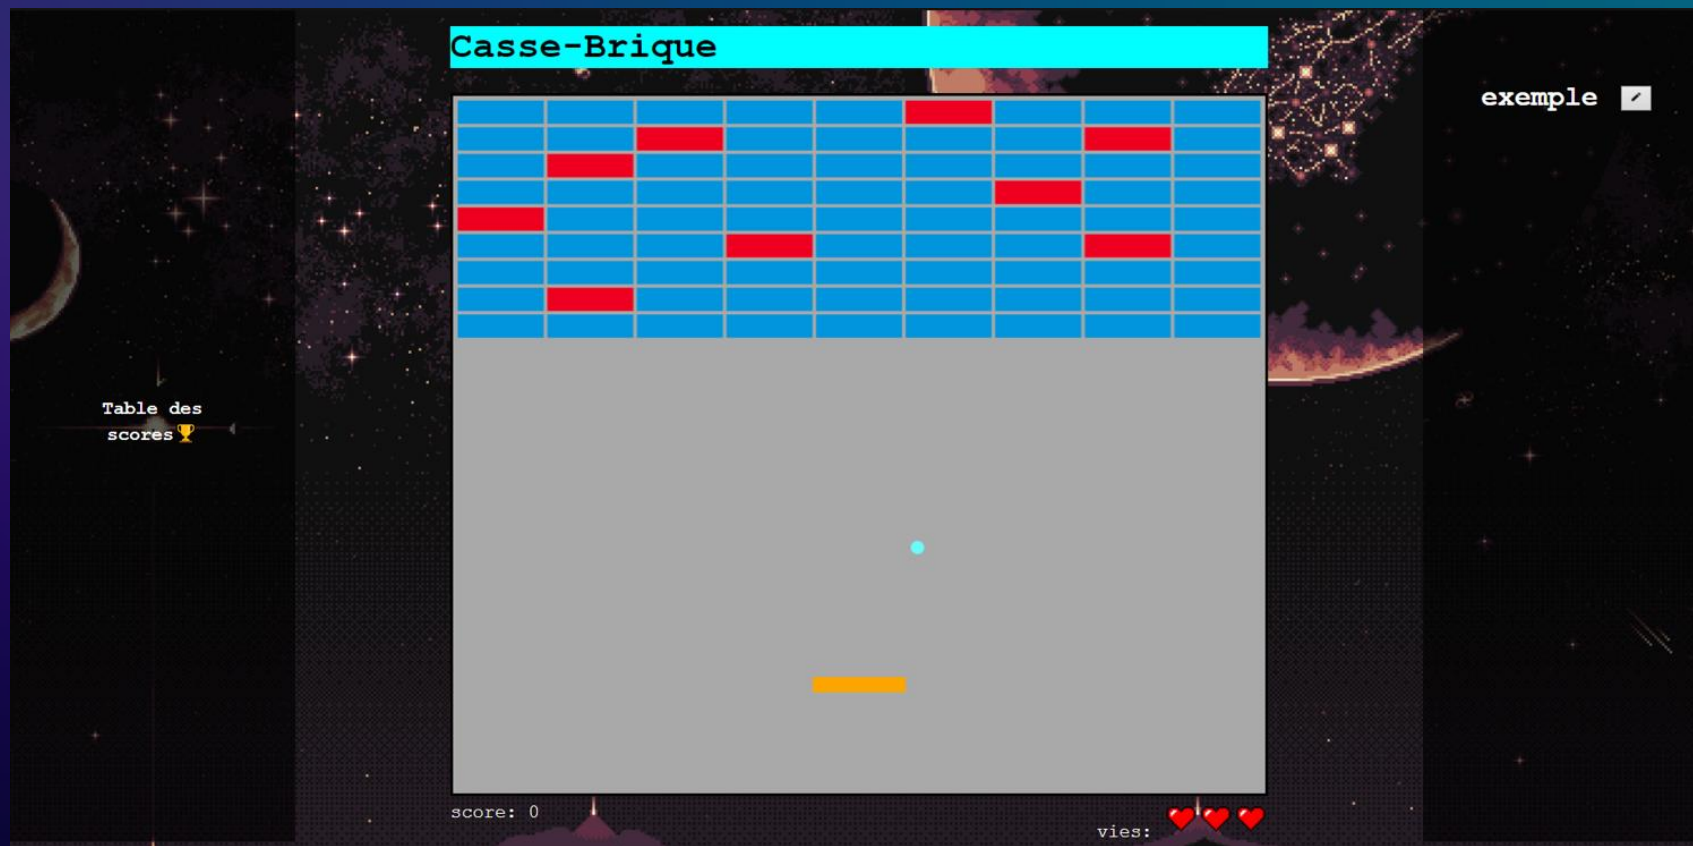 Casse-Brique
exemple
Table des
scores🏆
score: 0
vies: